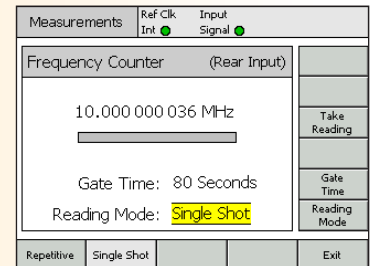 Measurements
Ref Clk
Int
Input
Signal
Frequency Counter (Rear Input)
10.000 000 036 MHz
Take
Reading
Gate Time: 80 Seconds
Gate
Time
Reading Mode: Single Shot
Reading
Mode
Repetitive
Single Shot
Exit